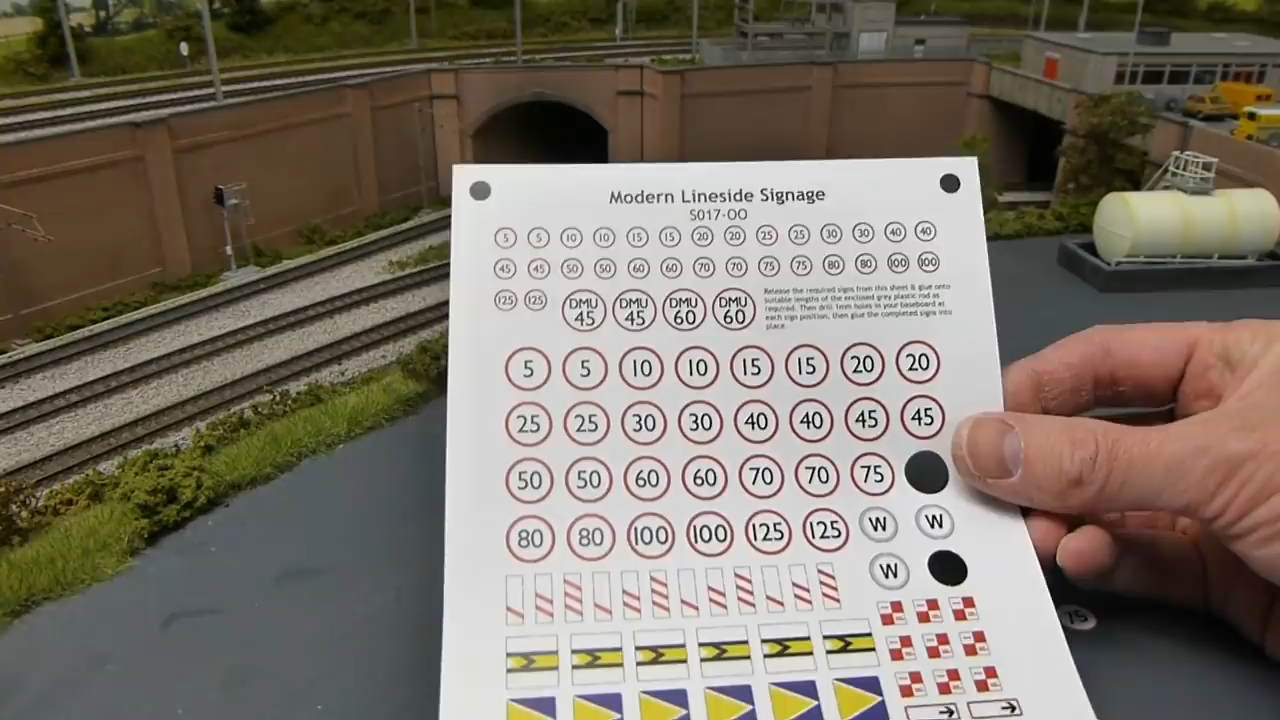 Modern Lineside Signage
S017-OO
5 5 10 10 15 15 20 20 25 25 30 30 40 40
45 45 50 50 60 60 70 70 75 75 80 80 100 100
125 125
DMU 45 DMU 45 DMU 60 DMU 60
Release the required signs from this sheet & glue onto
suitable lengths of the enclosed grey plastic rod as
required. Then drill 1mm holes in your baseboard at
each sign position, then glue the completed signs into
place.
5 5 10 10 15 15 20 20
25 25 30 30 40 40 45 45
50 50 60 60 70 70 75
80 80 100 100 125 125 W W
W
75